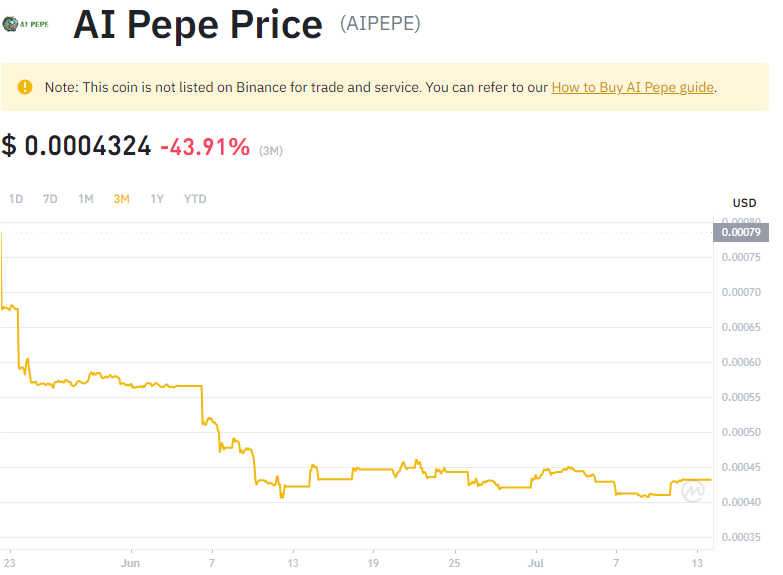 AI PEPE
AI Pepe Price (AIPEPE)
Note: This coin is not listed on Binance for trade and service. You can refer to our How to Buy AI Pepe guide.
$ 0.0004324 -43.91% (3M)
1D 7D 1M 3M 1Y YTD
USD
0.00080
0.00079
0.00075
0.00070
0.00065
0.00060
0.00055
0.00050
0.00045
0.00040
0.00035
23 Jun 7 13 19 25 Jul 7 13